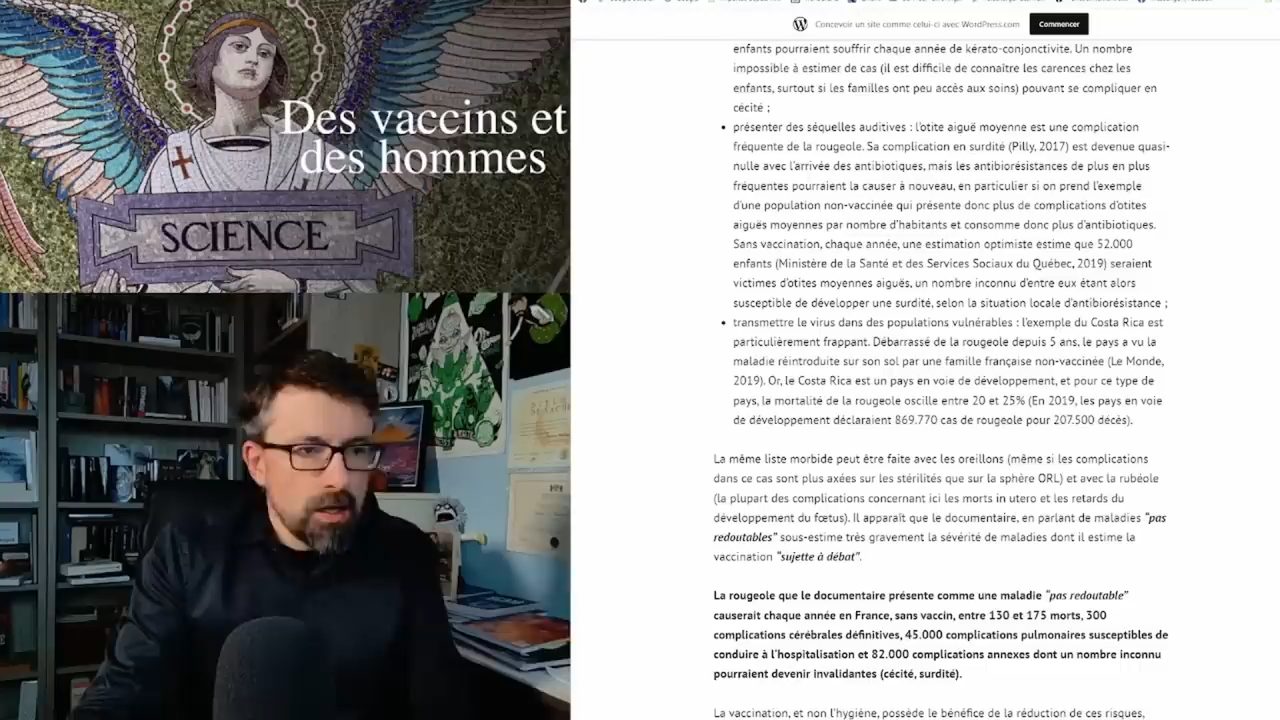 Des vaccins et
des hommes
SCIENCE
Concevoir un site comme celui-ci avec WordPress.com
Commencer
enfants pourraient souffrir chaque année de kérato-conjonctivite. Un nombre
impossible à estimer de cas (il est difficile de connaître les carences chez les
enfants, surtout si les familles ont peu accès aux soins) pouvant se compliquer en
cécité ;
• présenter des séquelles auditives : l'otite aiguë moyenne est une complication
fréquente de la rougeole. Sa complication en surdité (Pilly, 2017) est devenue quasi-
nulle avec l'arrivée des antibiotiques, mais les antibiorésistances de plus en plus
fréquentes pourraient la causer à nouveau, en particulier si on prend l'exemple
d'une population non-vaccinée qui présente donc plus de complications d'otites
aiguës moyennes par nombre d'habitants et consomme donc plus d'antibiotiques.
Sans vaccination, chaque année, une estimation optimiste estime que 52.000
enfants (Ministère de la Santé et des Services Sociaux du Québec, 2019) seraient
victimes d'otites moyennes aiguës, un nombre inconnu d'entre eux étant alors
susceptible de développer une surdité, selon la situation locale d'antibiorésistance ;
• transmettre le virus dans des populations vulnérables : l'exemple du Costa Rica est
particulièrement frappant. Débarrassé de la rougeole depuis 5 ans, le pays a vu la
maladie réintroduite sur son sol par une famille française non-vaccinée (Le Monde,
2019). Or, le Costa Rica est un pays en voie de développement, et pour ce type de
pays, la mortalité de la rougeole oscille entre 20 et 25% (En 2019, les pays en voie
de développement déclaraient 869.770 cas de rougeole pour 207.500 décès).
La même liste morbide peut être faite avec les oreillons (même si les complications
dans ce cas sont plus axées sur les stérilités que sur la sphère ORL) et avec la rubéole
(la plupart des complications concernant ici les morts in utero et les retards du
développement du fœtus). Il apparaît que le documentaire, en parlant de maladies "pas
redoutables" sous-estime très gravement la sévérité de maladies dont il estime la
vaccination "sujette à débat".
La rougeole que le documentaire présente comme une maladie "pas redoutable"
causerait chaque année en France, sans vaccin, entre 130 et 175 morts, 300
complications cérébrales définitives, 45.000 complications pulmonaires susceptibles de
conduire à l'hospitalisation et 82.000 complications annexes dont un nombre inconnu
pourraient devenir invalidantes (cécité, surdité).
La vaccination, et non l'hygiène, possède le bénéfice de la réduction de ces risques,